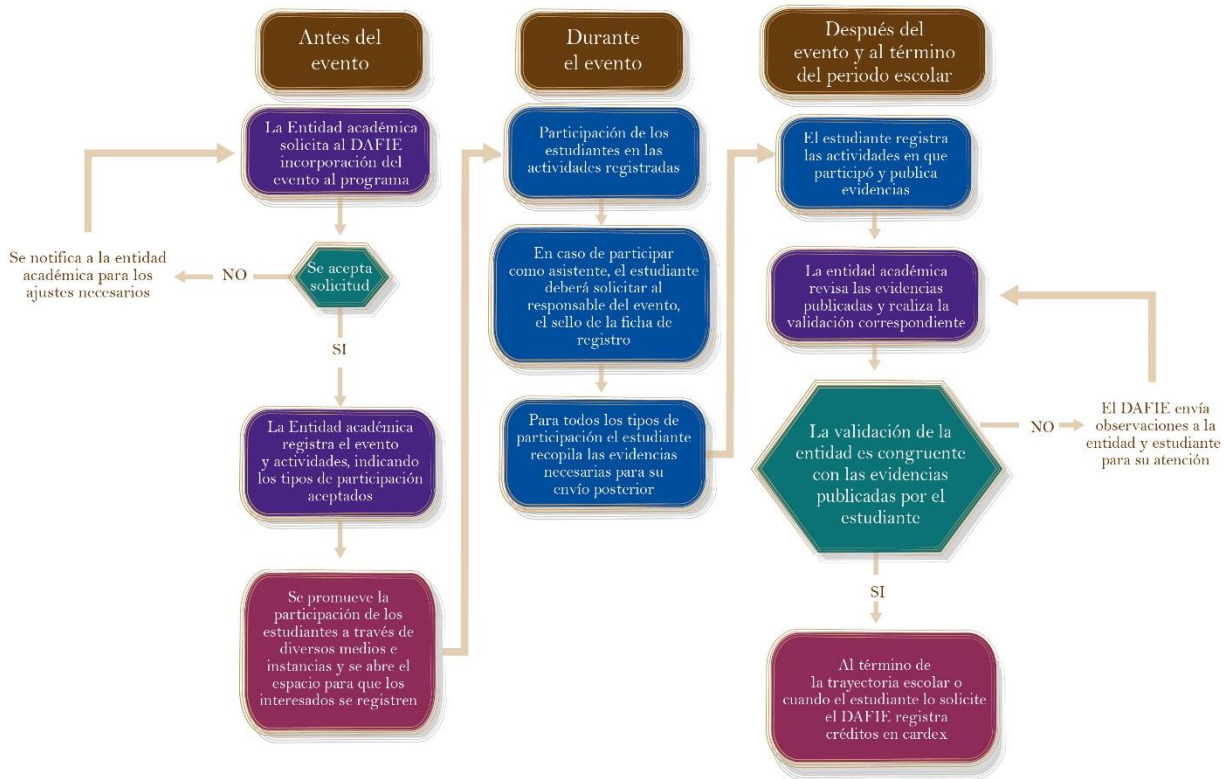 Antes del
evento
La Entidad académica
solicita al DAFIE
incorporación del
evento al programa
Se notifica a la entidad
académica para los
ajustes necesarios
NO
Se acepta
solicitud
SI
La Entidad académica
registra el evento
y actividades, indicando
los tipos de participación
aceptados
Se promueve la
participación de los
estudiantes a través de
diversos medios e
instancias y se abre el
espacio para que los
interesados se registren
Durante
el evento
Participación de los
estudiantes en las
actividades registradas
En caso de participar
como asistente, el estudiante
deberá solicitar al
responsable del evento,
el sello de la ficha de
registro
Para todos los tipos de
participación el estudiante
recopila las evidencias
necesarias para su
envío posterior
Después del
evento y al término
del periodo escolar
El estudiante registra
las actividades en que
participó y publica
evidencias
La entidad académica
revisa las evidencias
publicadas y realiza la
validación correspondiente
La validación de la
entidad es congruente
con las evidencias
publicadas por el
estudiante
NO
El DAFIE envía
observaciones a la
entidad y estudiante
para su atención
SI
Al término de
la trayectoria escolar o
cuando el estudiante lo solicite
el DAFIE registra
créditos en cardex